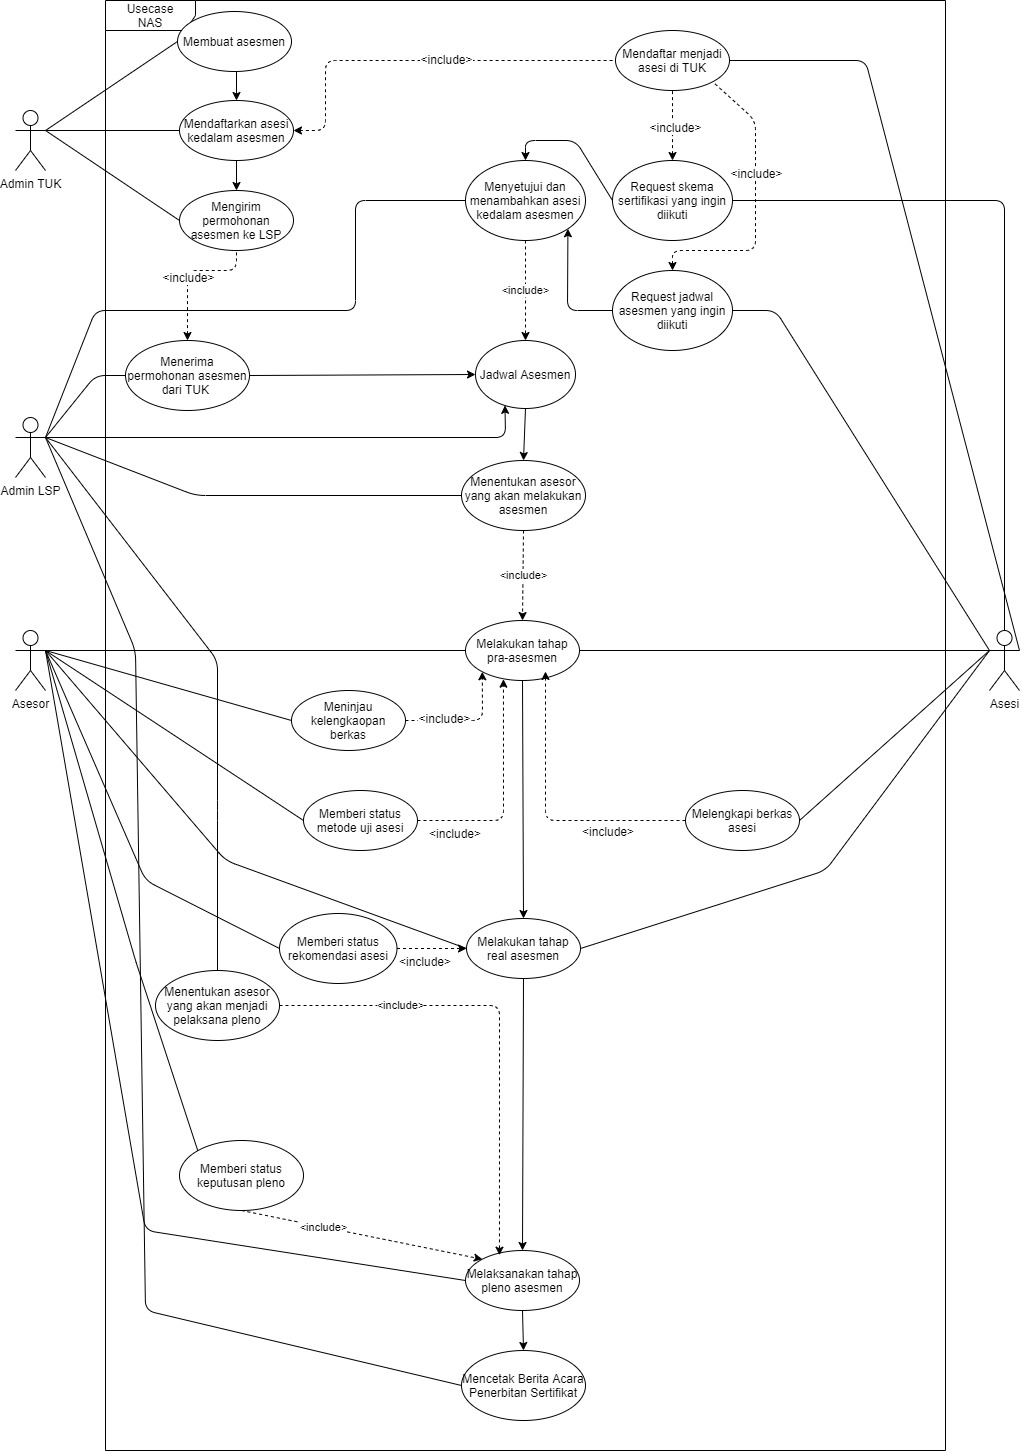 Usecase
NAS
Membuat asesmen
<include>
Mendaftar menjadi
asesi di TUK
Mendaftarkan asesi
kedalam asesmen
<include>
Admin TUK
<include>
Menyetujui dan
menambahkan asesi
kedalam asesmen
Request skema
sertifikasi yang ingin
diikuti
Mengirim
permohonan
asesmen ke LSP
<include>
<include>
Request jadwal
asesmen yang ingin
diikuti
Menerima
permohonan asesmen
dari TUK
Jadwal Asesmen
Admin LSP
Menentukan asesor
yang akan melakukan
asesmen
<include>
Melakukan tahap
pra-asesmen
Asesor
Asesi
Meninjau
kelengkaopan
berkas
<include>
Memberi status
metode uji asesi
<include>
<include>
Melengkapi berkas
asesi
Memberi status
rekomendasi asesi
<include>
Melakukan tahap
real asesmen
Menentukan asesor
yang akan menjadi
pelaksana pleno
<include>
Memberi status
keputusan pleno
<include>
Melaksanakan tahap
pleno asesmen
Mencetak Berita Acara
Penerbitan Sertifikat